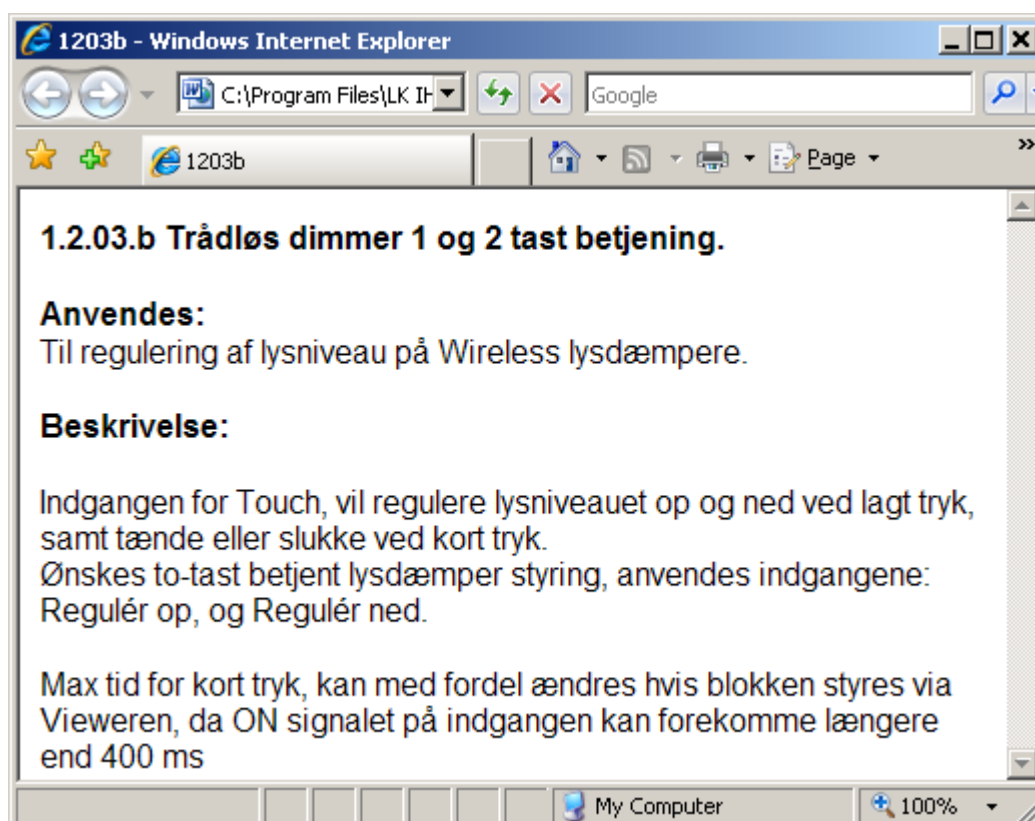 1203b - Windows Internet Explorer
C:\Program Files\LK IH
Google
1203b
Page
»
1.2.03.b Trådløs dimmer 1 og 2 tast betjening.
Anvendes:
Til regulering af lysniveau på Wireless lysdæmpere.
Beskrivelse:
Indgangen for Touch, vil regulere lysniveauet op og ned ved lagt tryk,
samt tænde eller slukke ved kort tryk.
Ønskes to-tast betjent lysdæmper styring, anvendes indgangene:
Regulér op, og Regulér ned.
Max tid for kort tryk, kan med fordel ændres hvis blokken styres via
Vieweren, da ON signalet på indgangen kan forekomme længere
end 400 ms
My Computer
100%